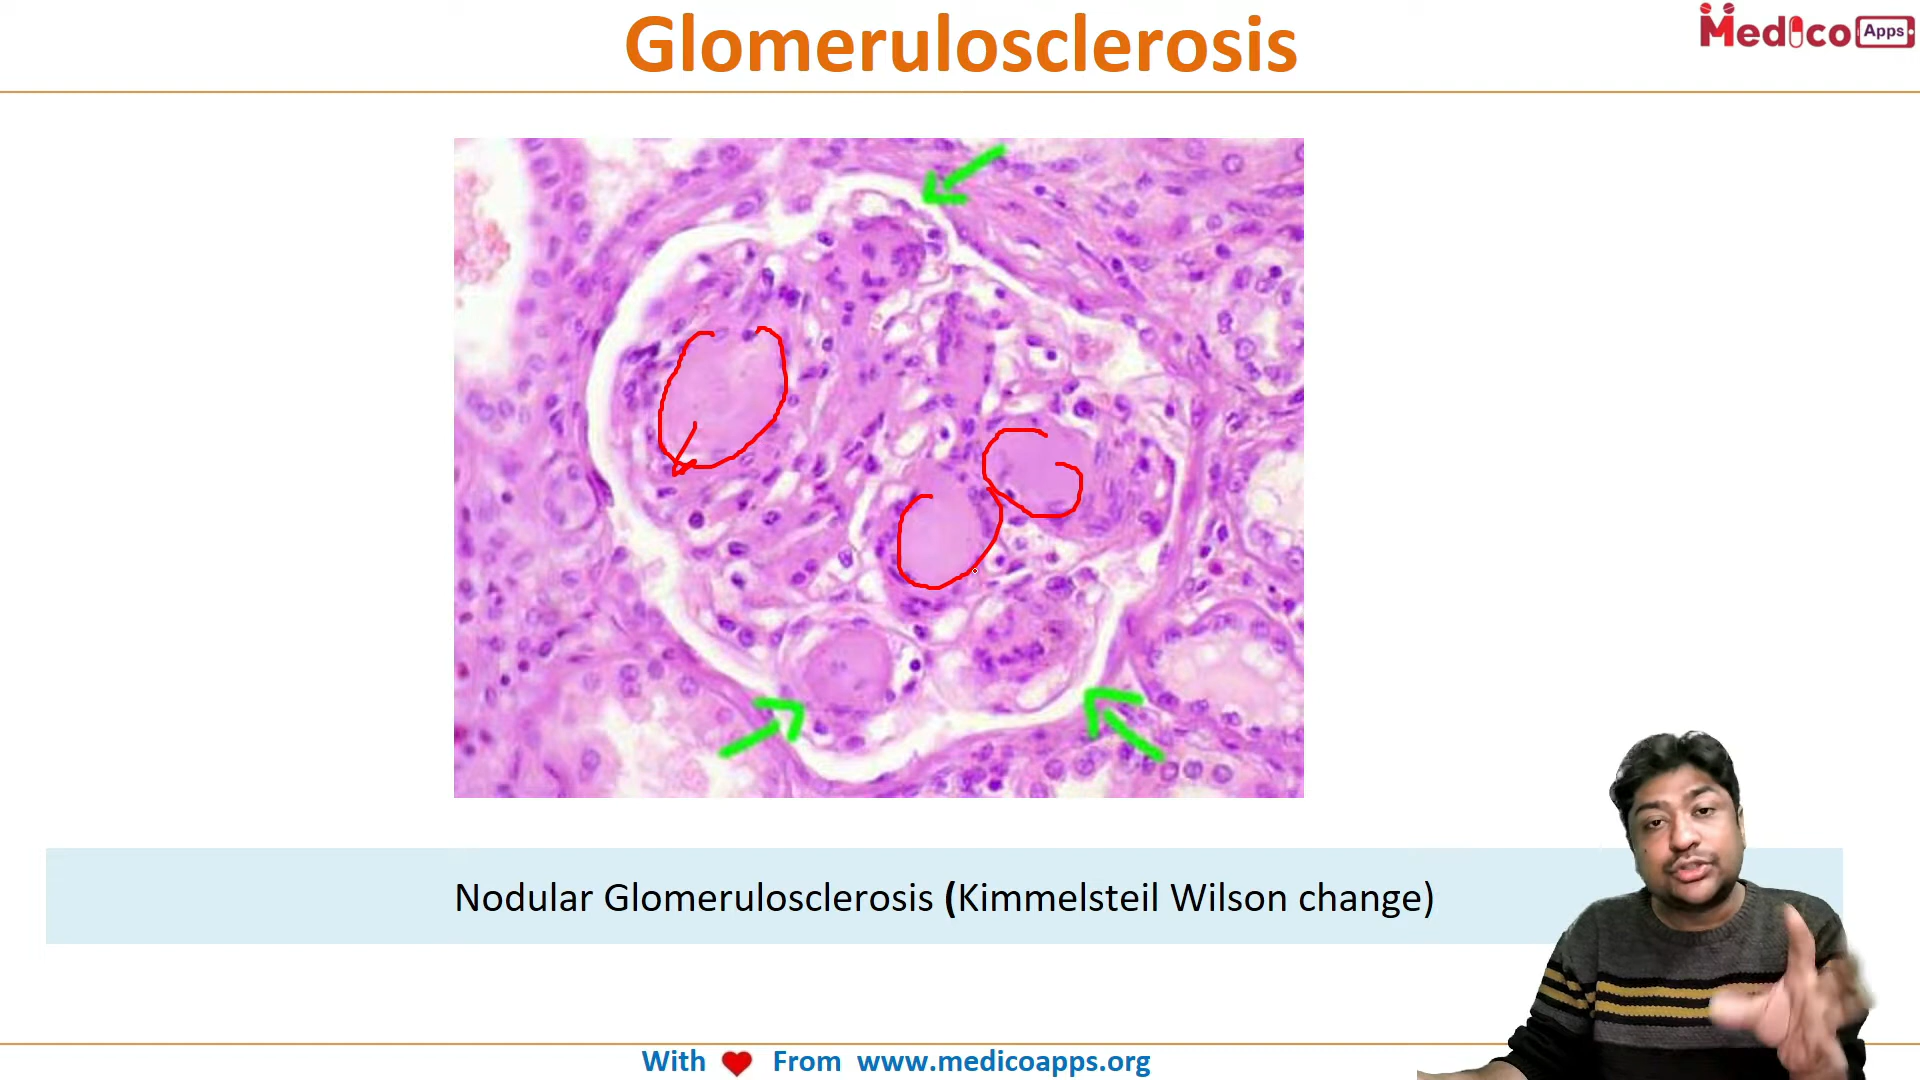 Glomerulosclerosis
Medico Apps
Nodular Glomerulosclerosis (Kimmelsteil Wilson change)
With From www.medicoapps.org